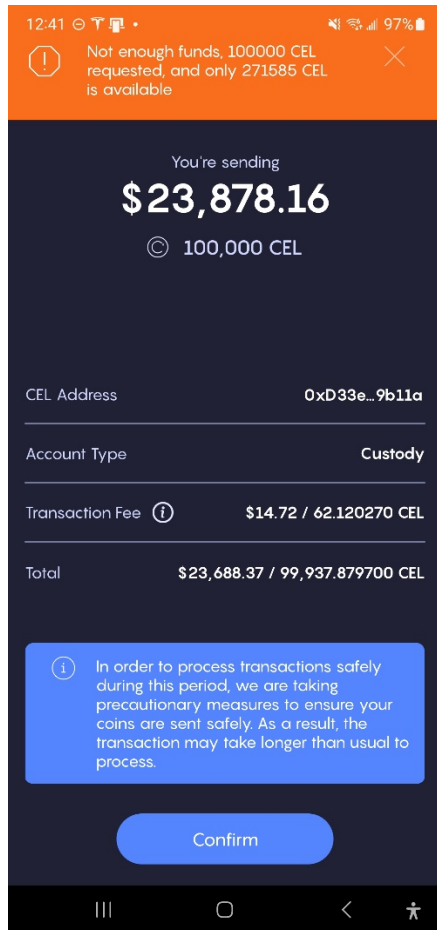 12:41
97%
Not enough funds, 100000 CEL
requested, and only 271585 CEL
is available
You're sending
$23,878.16
© 100,000 CEL
CEL Address 0xD33e...9b11a
Account Type Custody
Transaction Fee i $14.72 / 62.120270 CEL
Total $23,688.37 / 99,937.879700 CEL
i In order to process transactions safely
during this period, we are taking
precautionary measures to ensure your
coins are sent safely. As a result, the
transaction may take longer than usual to
process.
Confirm